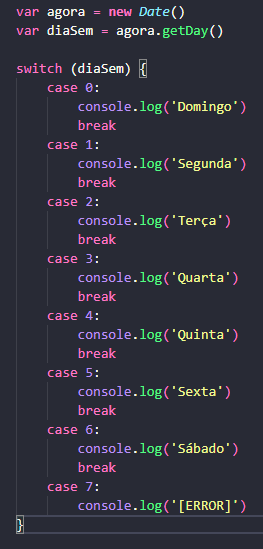 var agora = new Date()
var diaSem = agora.getDay()
switch (diaSem) {
case 0:
console.log('Domingo')
break
case 1:
console.log('Segunda')
break
case 2:
console.log('Terça')
break
case 3:
console.log('Quarta')
break
case 4:
console.log('Quinta')
break
case 5:
console.log('Sexta')
break
case 6:
console.log('Sábado')
break
case 7:
console.log('[ERROR]')
}